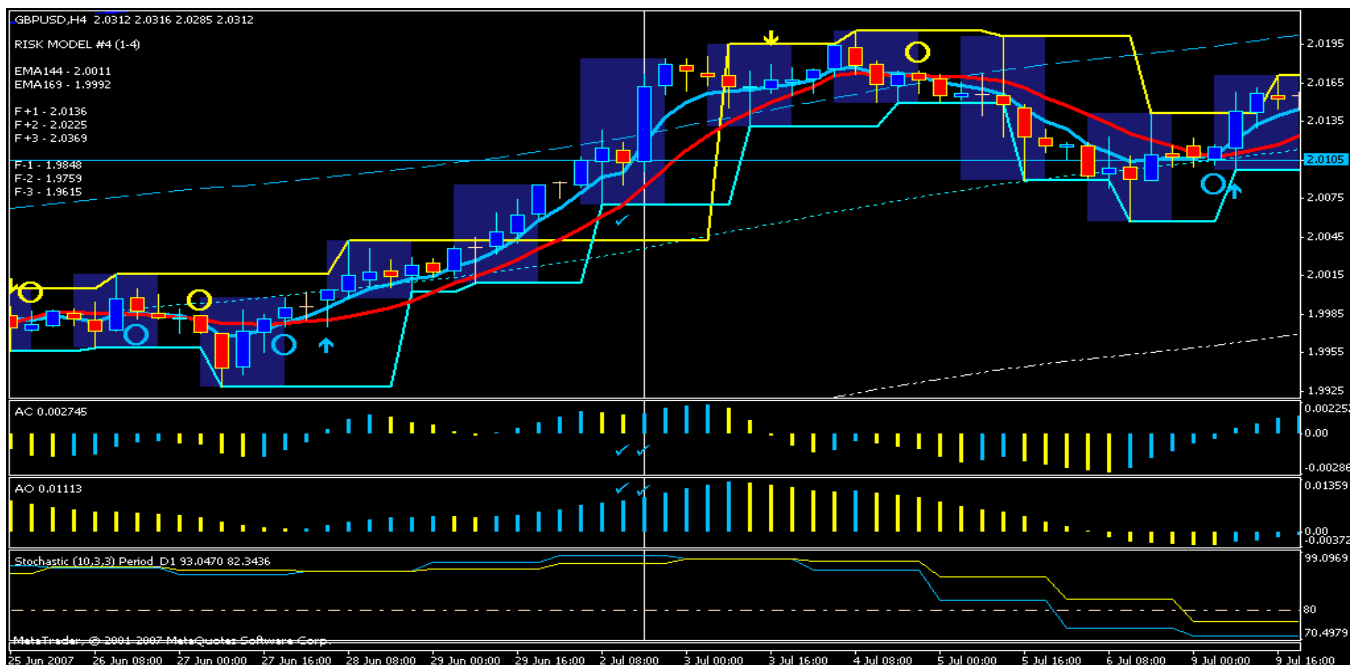 GBPUSD,H4 2.0312 2.0316 2.0285 2.0312
RISK MODEL #4 (1-4)
EMA144 - 2.0011
EMA169 - 1.9992
F+1 - 2.0136
F+2 - 2.0225
F+3 - 2.0369
F-1 - 1.9848
F-2 - 1.9759
F-3 - 1.9615
2.0195
2.0165
2.0135
2.0105
2.0075
2.0045
2.0015
1.9985
1.9955
1.9925
AC 0.002745
0.002252
0.00
-0.00286
AO 0.01113
0.01359
0.00
-0.00372
Stochastic (10,3,3) Period D1 93.0470 82.3436
99.0969
80
70.4979
MetaTrader, © 2001-2007 MetaQuotes Software Corp.
25 Jun 2007 26 Jun 08:00 27 Jun 00:00 27 Jun 16:00 28 Jun 08:00 29 Jun 00:00 29 Jun 16:00 2 Jul 08:00 3 Jul 00:00 3 Jul 16:00 4 Jul 08:00 5 Jul 00:00 5 Jul 16:00 6 Jul 08:00 9 Jul 00:00 9 Jul 16:00